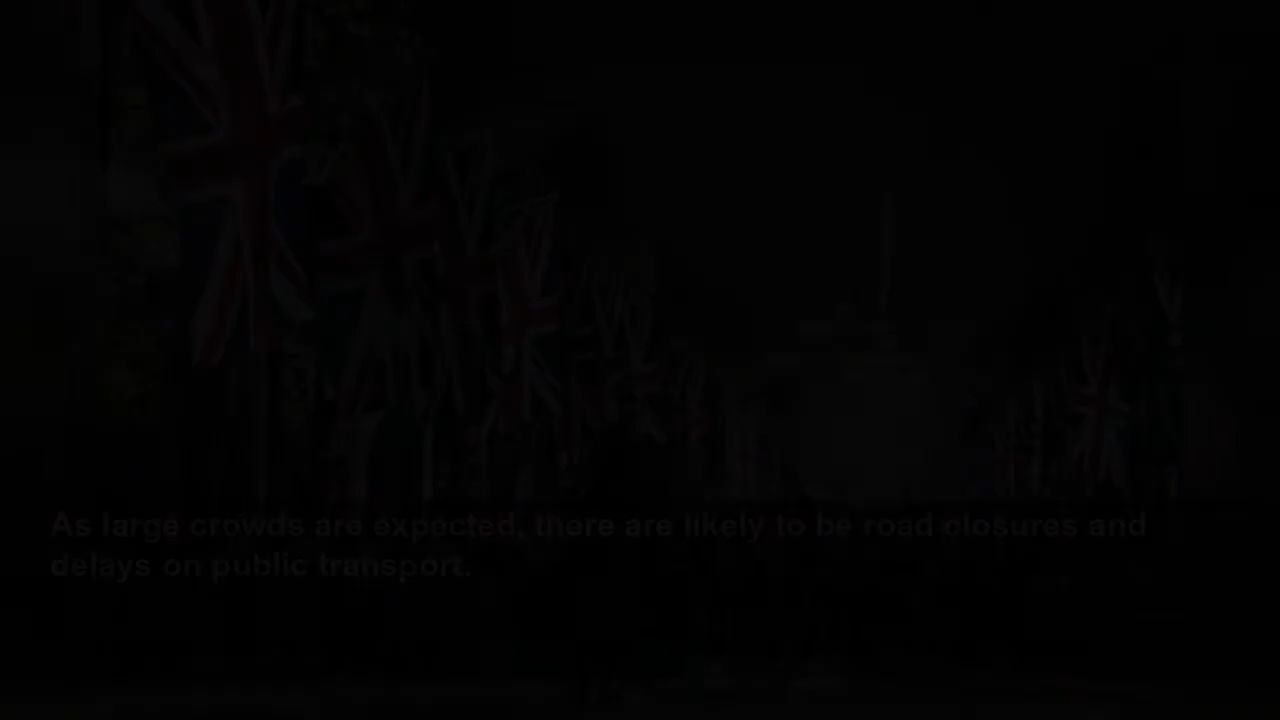 As large crowds are expected, there are likely to be road closures and
delays on public transport.